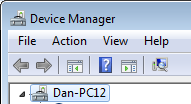 Device Manager
File Action View Help
Dan-PC12